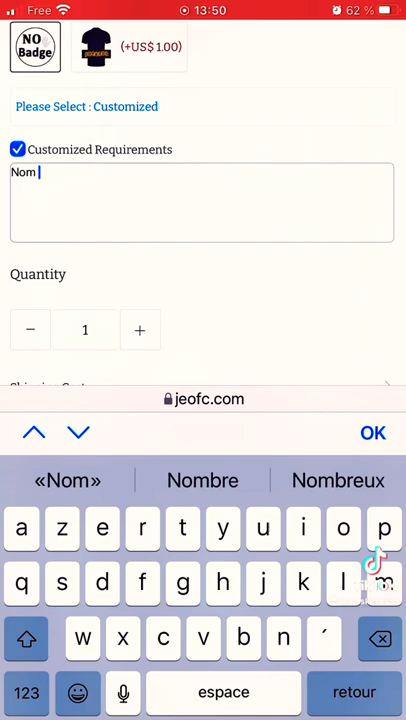 Free 13:50 62 %
NO Badge (+US$ 1.00)
Please Select : Customized
Customized Requirements
Nom
Quantity
− 1 +
jeofc.com
OK
«Nom» Nombre Nombreux
a z e r t y u i o p
q s d f g h j k l m
w x c v b n ´
123 espace retour